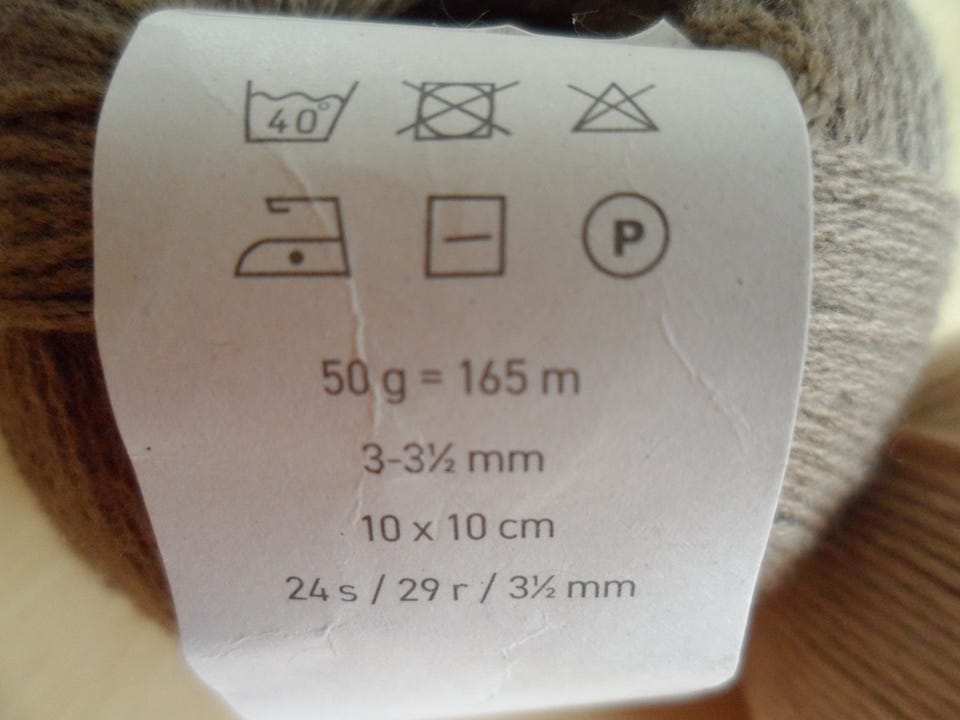 40°
P
50 g = 165 m
3-3½ mm
10 x 10 cm
24 s / 29 r / 3½ mm